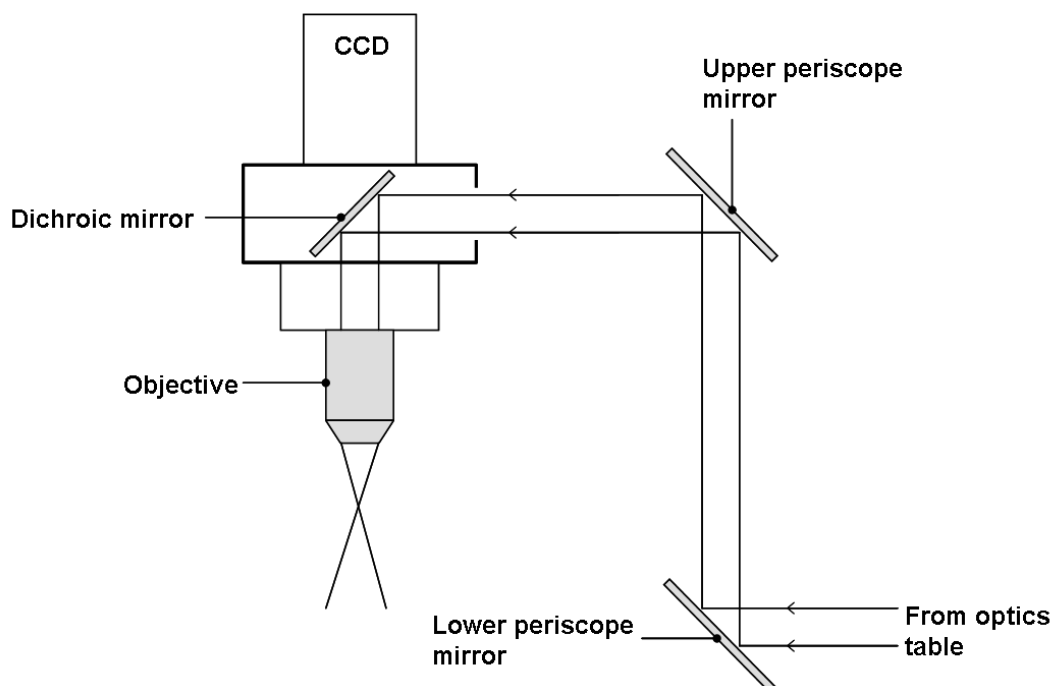 CCD
Upper periscope
mirror
Dichroic mirror
Objective
Lower periscope
mirror
From optics
table